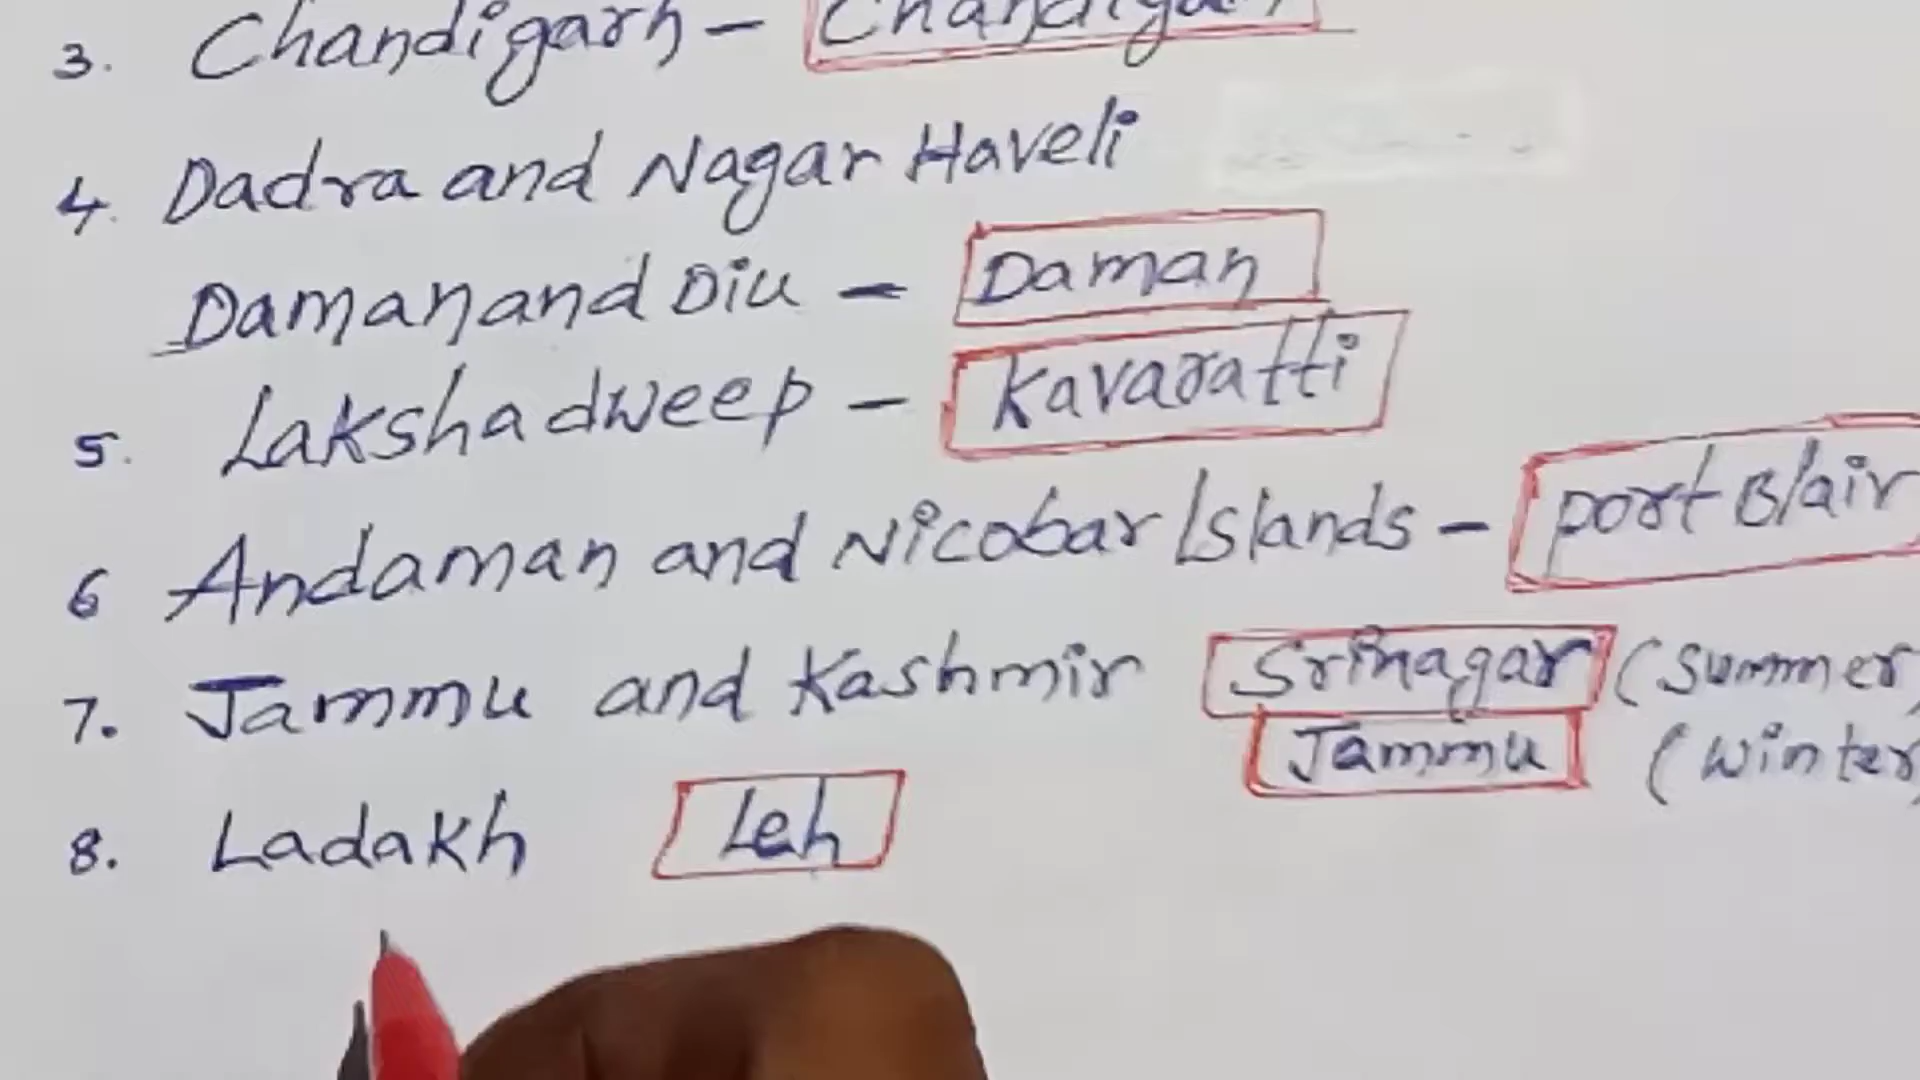 3. Chandigarh - Chandigarh
4. Dadra and Nagar Haveli
Daman and Diu - Daman
5. Lakshadweep - Kavaratti
6 Andaman and Nicobar Islands - port Blair
7. Jammu and Kashmir Srinagar (Summer)
Jammu (Winter)
8. Ladakh Leh